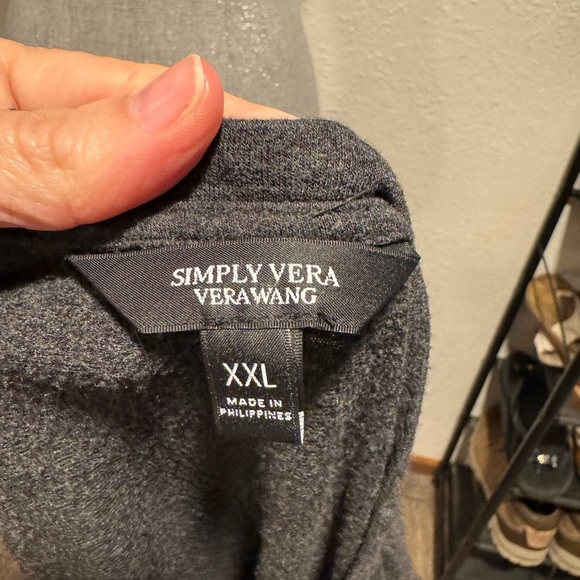 SIMPLY VERA
VERAWANG
XXL
MADE IN
PHILIPPINES